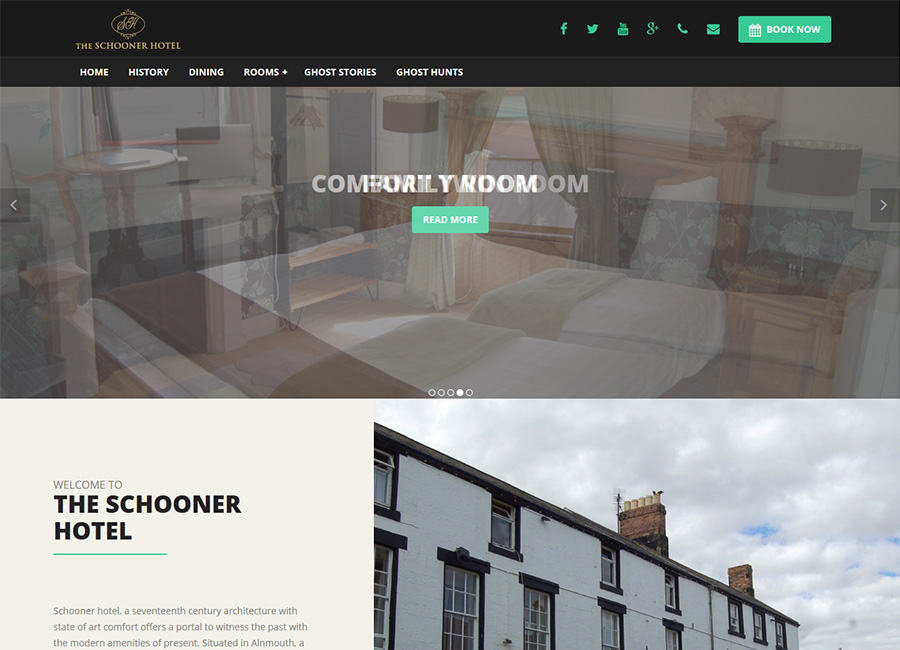 SH
THE SCHOONER HOTEL
BOOK NOW
HOME HISTORY DINING ROOMS + GHOST STORIES GHOST HUNTS
FAMILY ROOM
READ MORE
WELCOME TO
THE SCHOONER
HOTEL
Schooner hotel, a seventeenth century architecture with
state of art comfort offers a portal to witness the past with
the modern amenities of present. Situated in Alnmouth, a